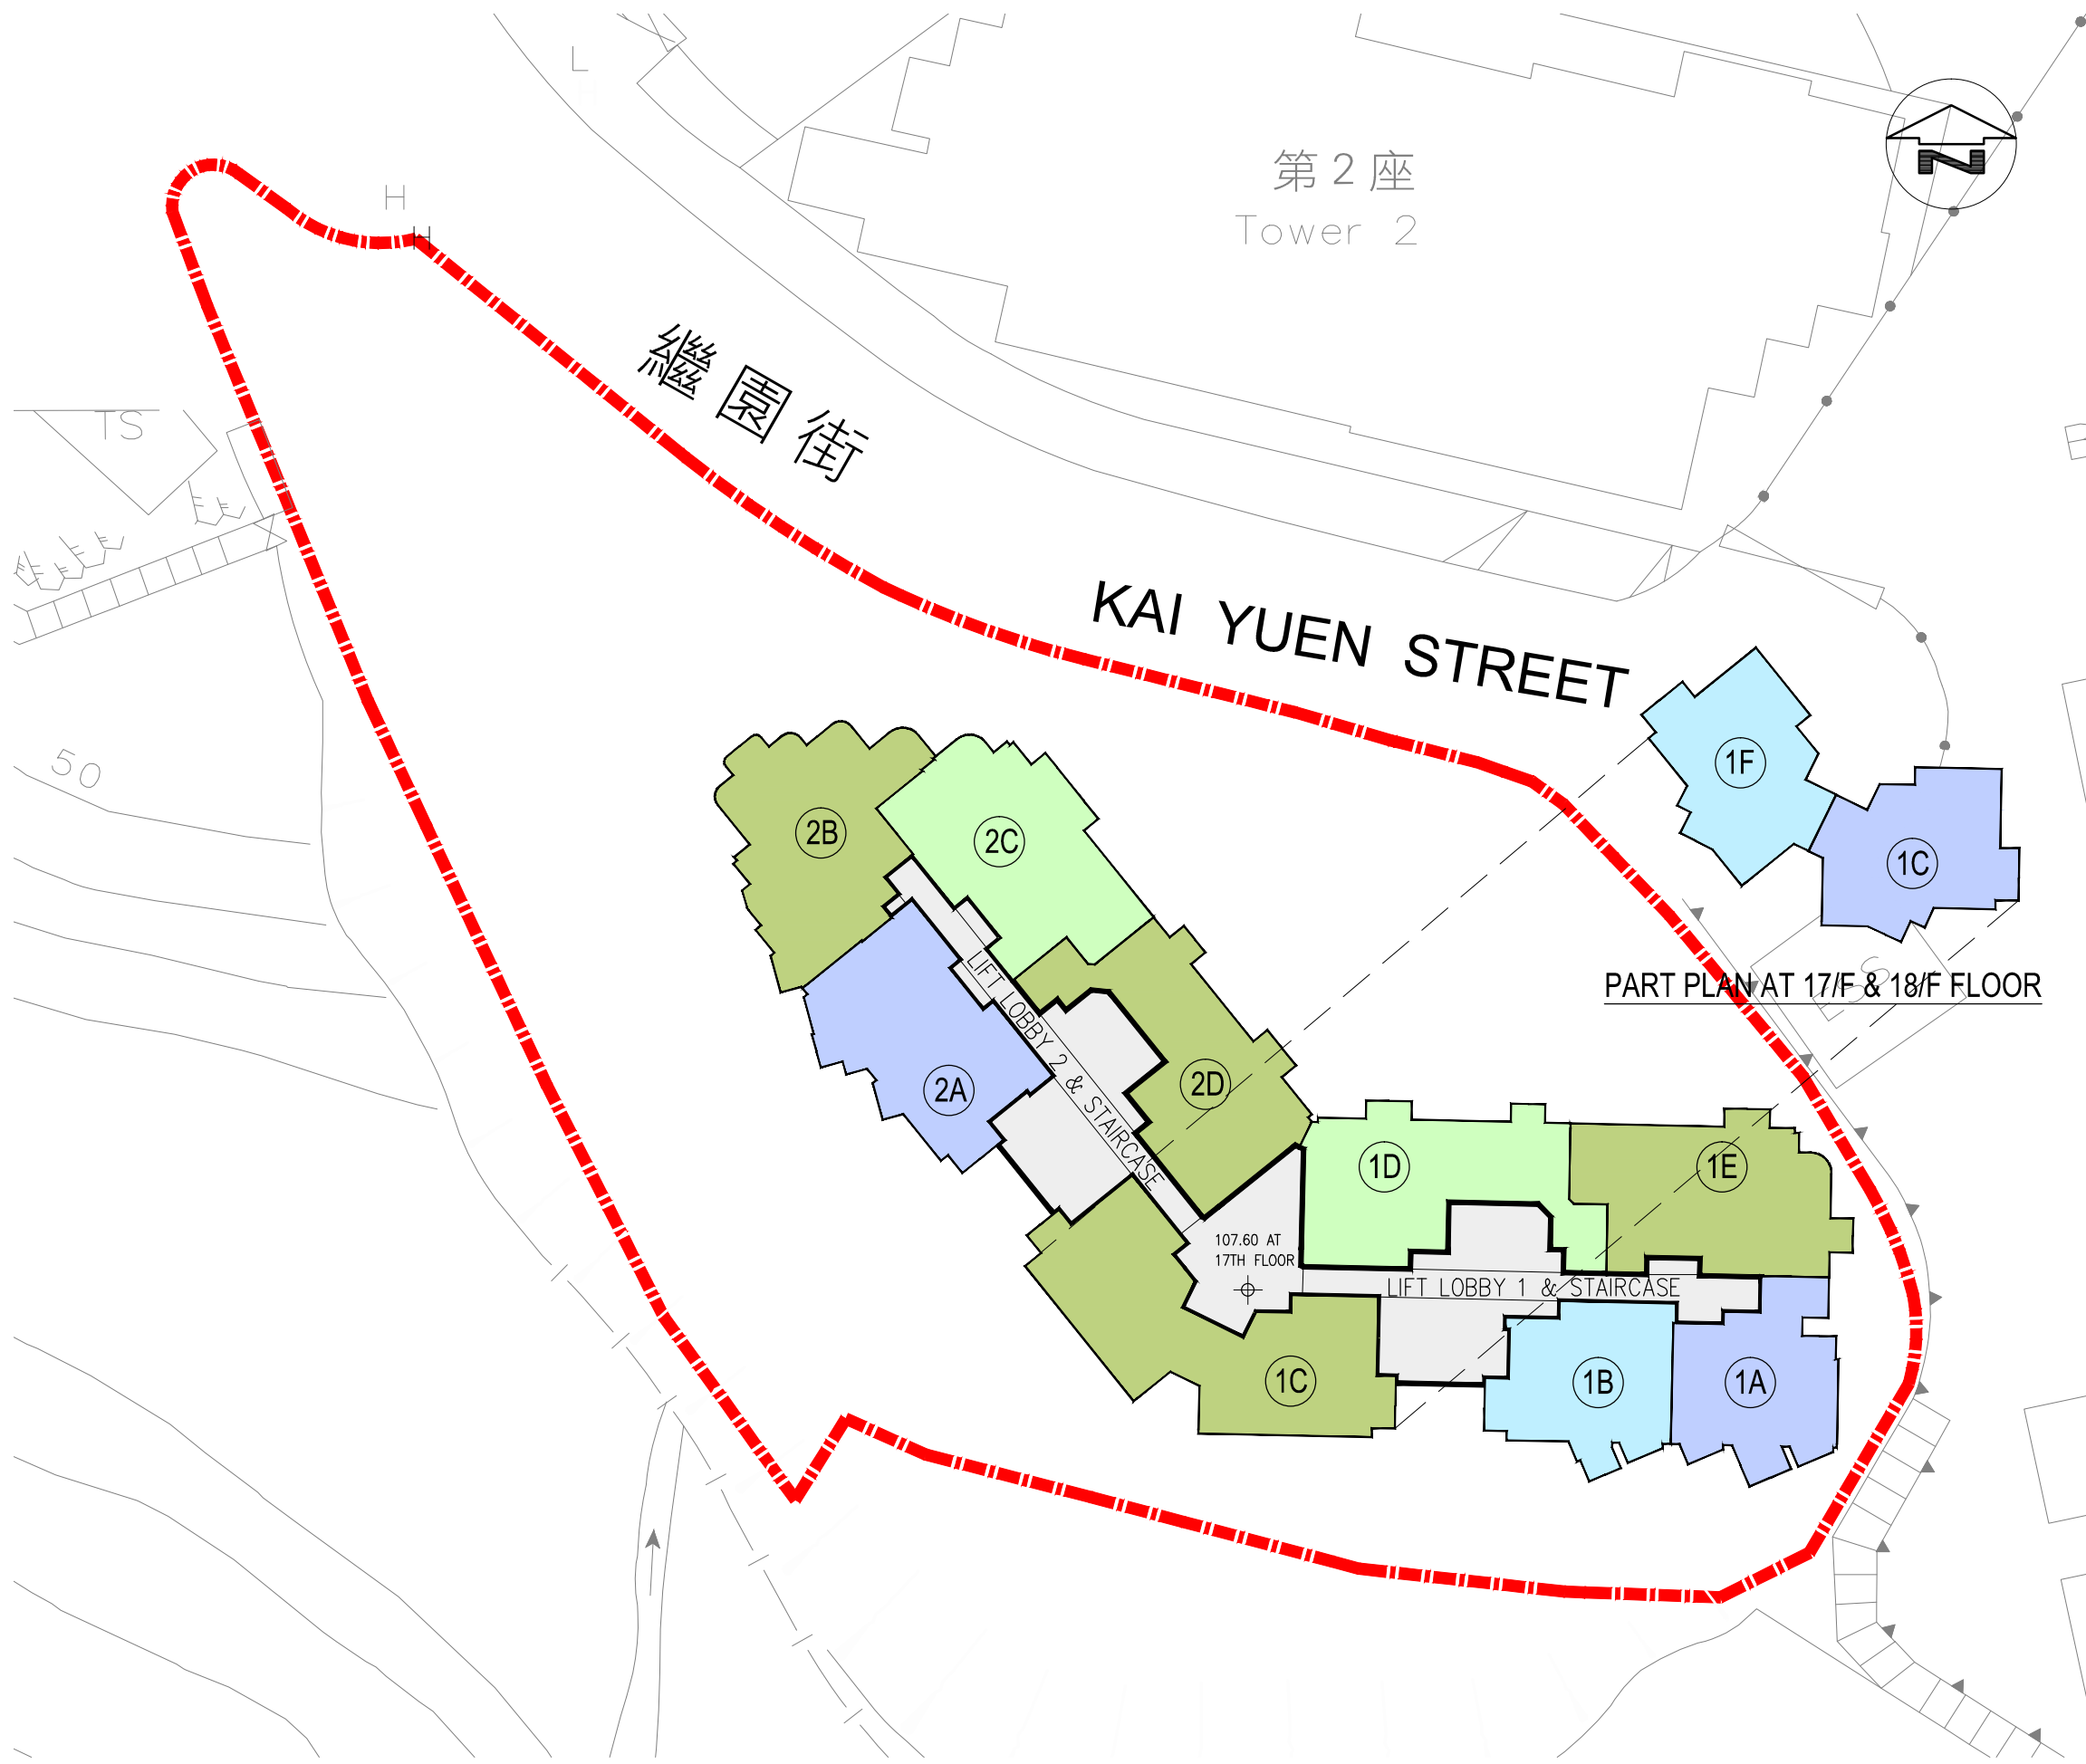 L
H
H
第2座
Tower 2
N
TS
繼園街
KAI YUEN STREET
50
1F
1C
2B
2C
PART PLAN AT 17/F & 18/F FLOOR
ESS
LIFT LOBBY 2 & STAIRCASE
2A
2D
1D
1E
107.60 AT
17TH FLOOR
LIFT LOBBY 1 & STAIRCASE
1C
1B
1A